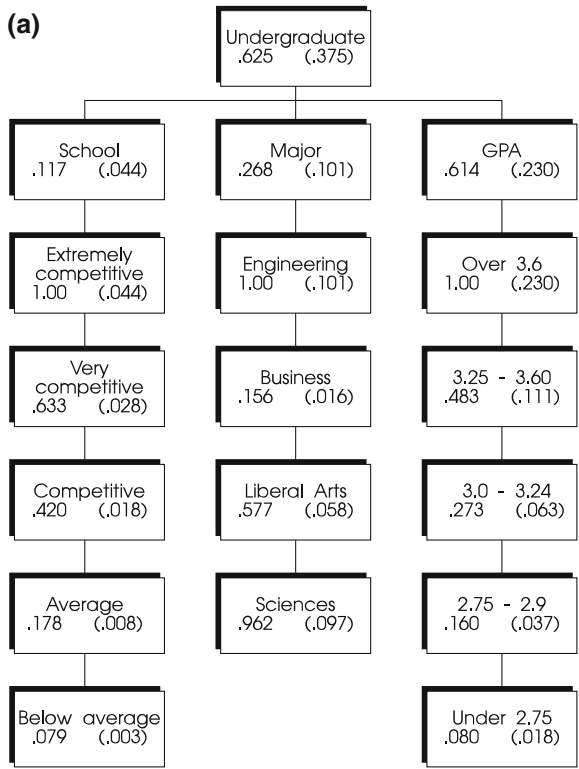 (a)
Undergraduate
.625 (.375)
School
.117 (.044)
Major
.268 (.101)
GPA
.614 (.230)
Extremely
competitive
1.00 (.044)
Engineering
1.00 (.101)
Over 3.6
1.00 (.230)
Very
competitive
.633 (.028)
Business
.156 (.016)
3.25 - 3.60
.483 (.111)
Competitive
.420 (.018)
Liberal Arts
.577 (.058)
3.0 - 3.24
.273 (.063)
Average
.178 (.008)
Sciences
.962 (.097)
2.75 - 2.9
.160 (.037)
Below average
.079 (.003)
Under 2.75
.080 (.018)